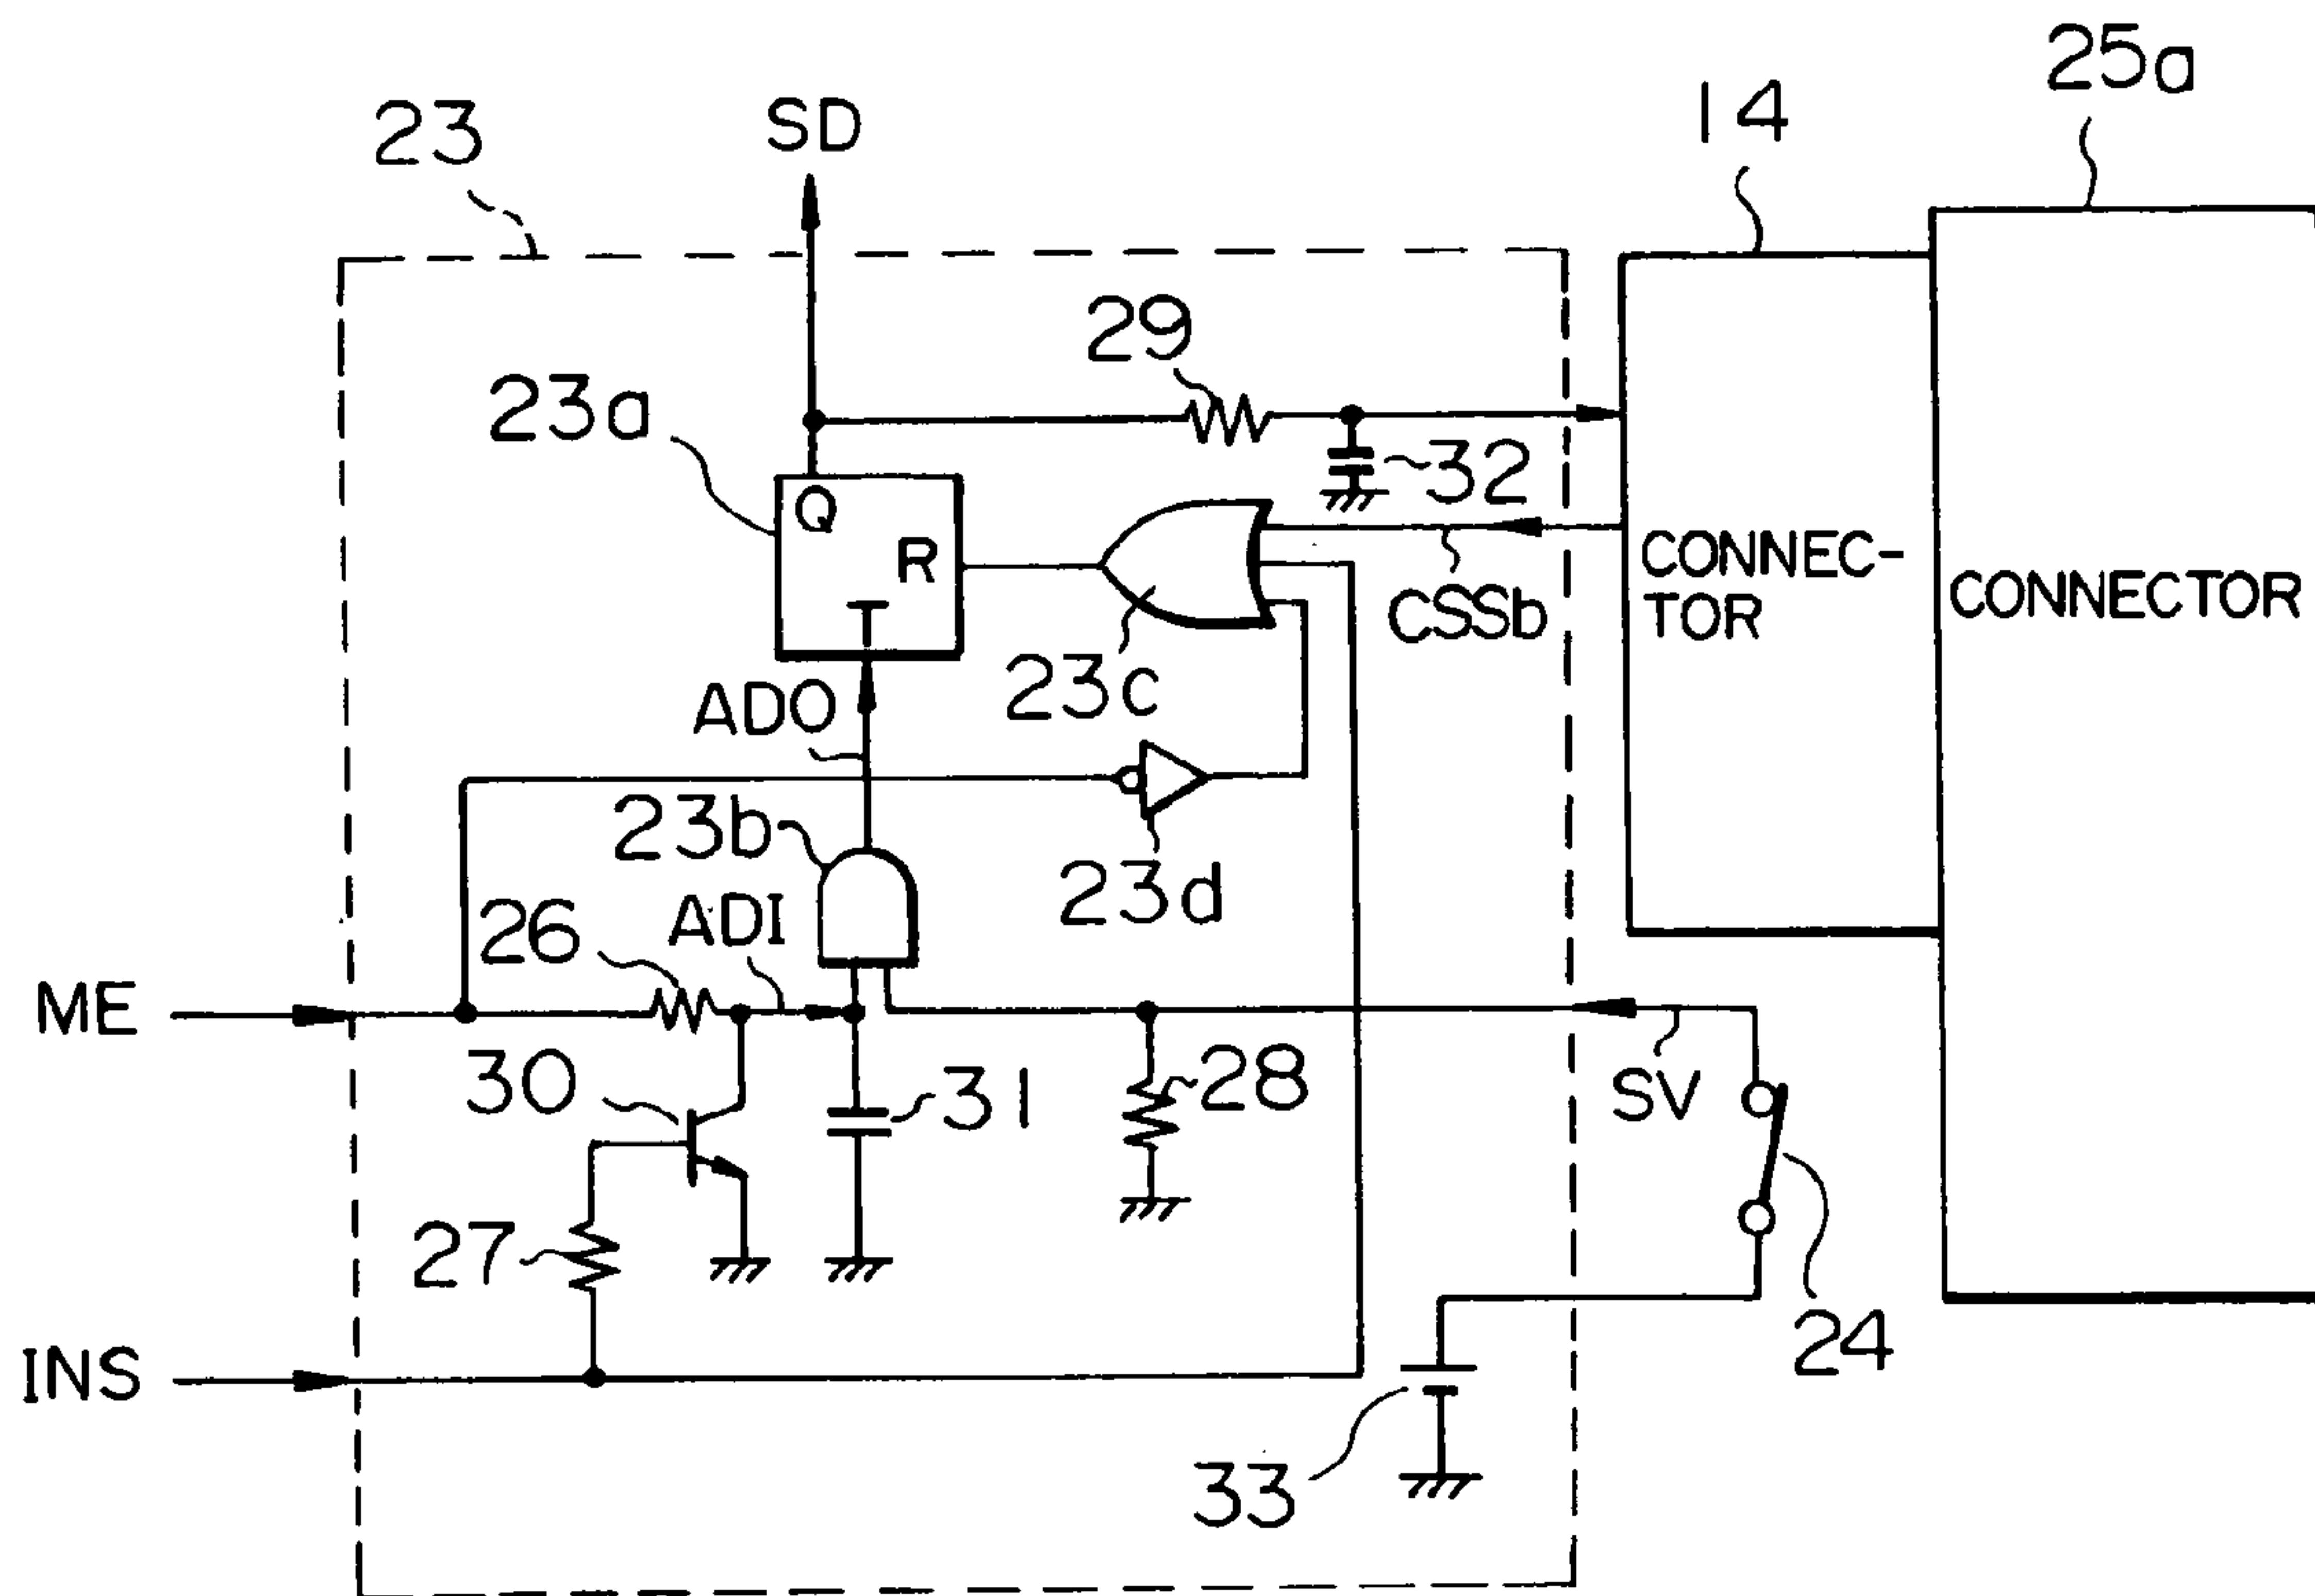 25a
14
23
SD
29
23a
32
Q
R
T
CONNEC-
TOR
CONNECTOR
CSSb
23c
ADO
23b
23d
26
ADI
ME
30
31
28
SV
27
24
INS
33